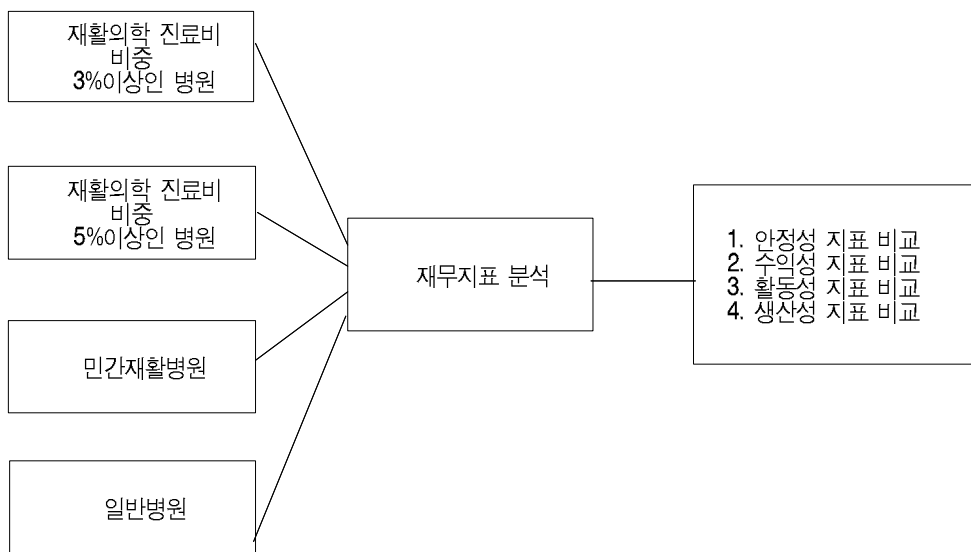 재활의학 진료비
비중
3%이상인 병원
재활의학 진료비
비중
5%이상인 병원
민간재활병원
일반병원
재무지표 분석
1. 안정성 지표 비교
2. 수익성 지표 비교
3. 활동성 지표 비교
4. 생산성 지표 비교